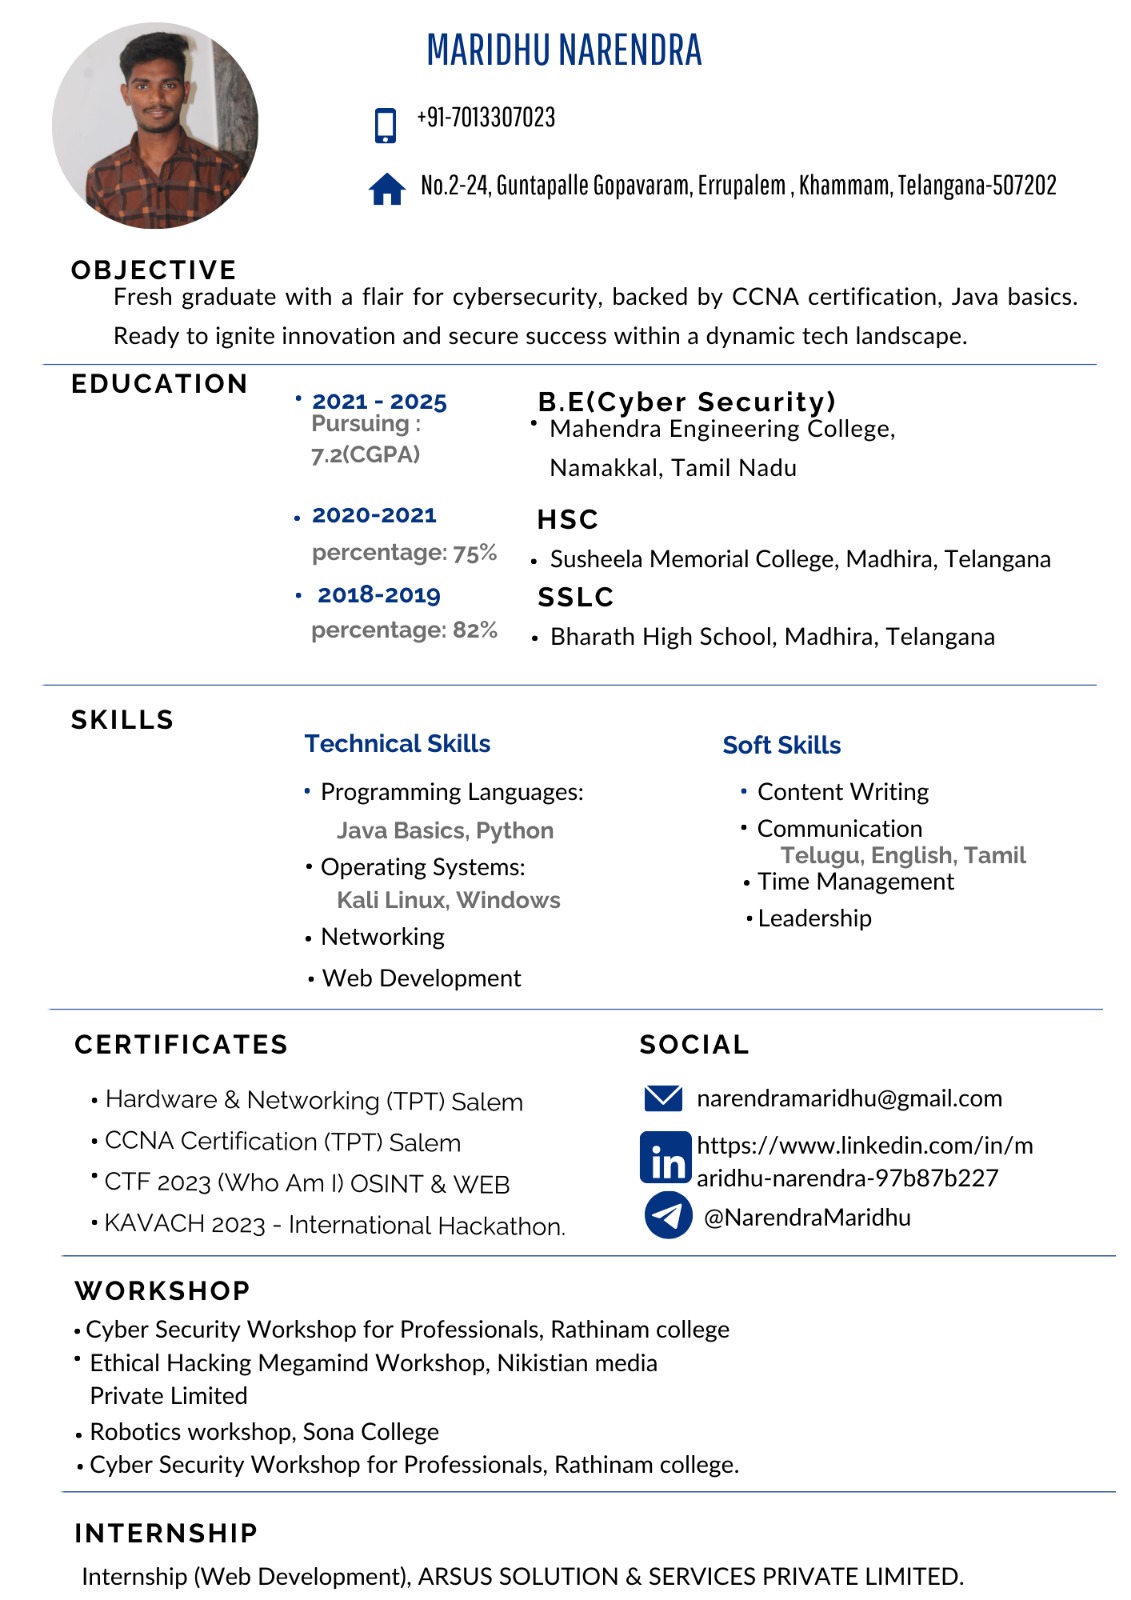 MARIDHU NARENDRA
+91-7013307023
No.2-24, Guntapalle Gopavaram, Errupalem , Khammam, Telangana-507202
OBJECTIVE
Fresh graduate with a flair for cybersecurity, backed by CCNA certification, Java basics.
Ready to ignite innovation and secure success within a dynamic tech landscape.
EDUCATION
• 2021 - 2025
Pursuing :
7.2(CGPA)
B.E(Cyber Security)
• Mahendra Engineering College,
Namakkal, Tamil Nadu
• 2020-2021
percentage: 75%
HSC
• Susheela Memorial College, Madhira, Telangana
• 2018-2019
percentage: 82%
SSLC
• Bharath High School, Madhira, Telangana
SKILLS
Technical Skills
• Programming Languages:
Java Basics, Python
• Operating Systems:
Kali Linux, Windows
• Networking
• Web Development
Soft Skills
• Content Writing
• Communication
Telugu, English, Tamil
• Time Management
• Leadership
CERTIFICATES
• Hardware & Networking (TPT) Salem
• CCNA Certification (TPT) Salem
• CTF 2023 (Who Am I) OSINT & WEB
• KAVACH 2023 - International Hackathon.
SOCIAL
narendramaridhu@gmail.com
in
https://www.linkedin.com/in/m
aridhu-narendra-97b87b227
@NarendraMaridhu
WORKSHOP
• Cyber Security Workshop for Professionals, Rathinam college
• Ethical Hacking Megamind Workshop, Nikistian media
Private Limited
• Robotics workshop, Sona College
• Cyber Security Workshop for Professionals, Rathinam college.
INTERNSHIP
Internship (Web Development), ARSUS SOLUTION & SERVICES PRIVATE LIMITED.